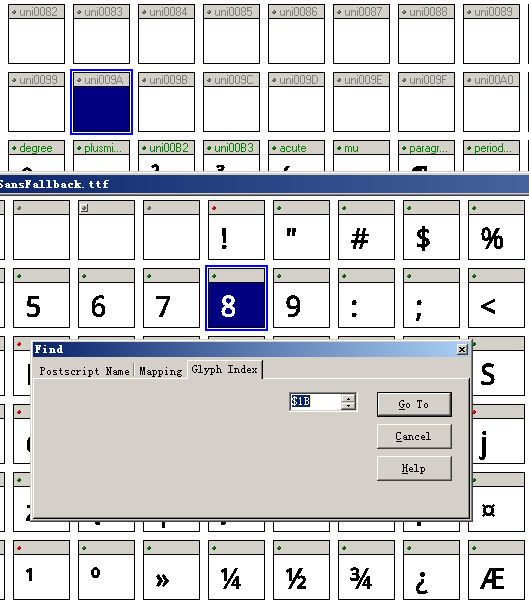 uni0082 uni0083 uni0084 uni0085 uni0086 uni0087 uni0088 uni0089
uni0099 uni009A uni009B uni009C uni009D uni009E uni009F uni00A0
degree plusmi... uni00B2 uni00B3 acute mu paragr... period...
SansFallback.ttf
! " # $ %
5 6 7 8 9 : ; <
Find
Postscript Name Mapping Glyph Index
$1B
Go To
S
Cancel
j
Help
¤
¹ º » ¼ ½ ¾ ¿ Æ